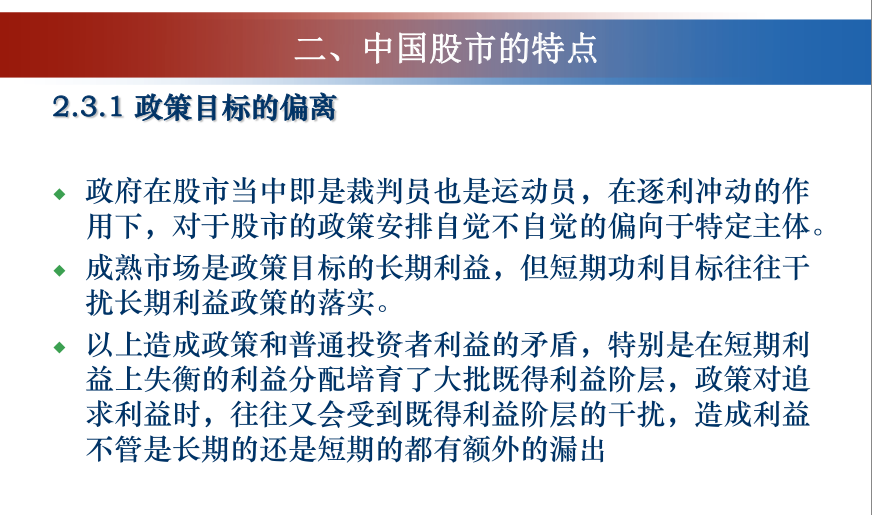 二、中国股市的特点
2.3.1 政策目标的偏离
政府在股市当中即是裁判员也是运动员，在逐利冲动的作
用下，对于股市的政策安排自觉不自觉的偏向于特定主体。
成熟市场是政策目标的长期利益，但短期功利目标往往干
扰长期利益政策的落实。
以上造成政策和普通投资者利益的矛盾，特别是在短期利
益上失衡的利益分配培育了大批既得利益阶层，政策对追
求利益时，往往又会受到既得利益阶层的干扰，造成利益
不管是长期的还是短期的都有额外的漏出